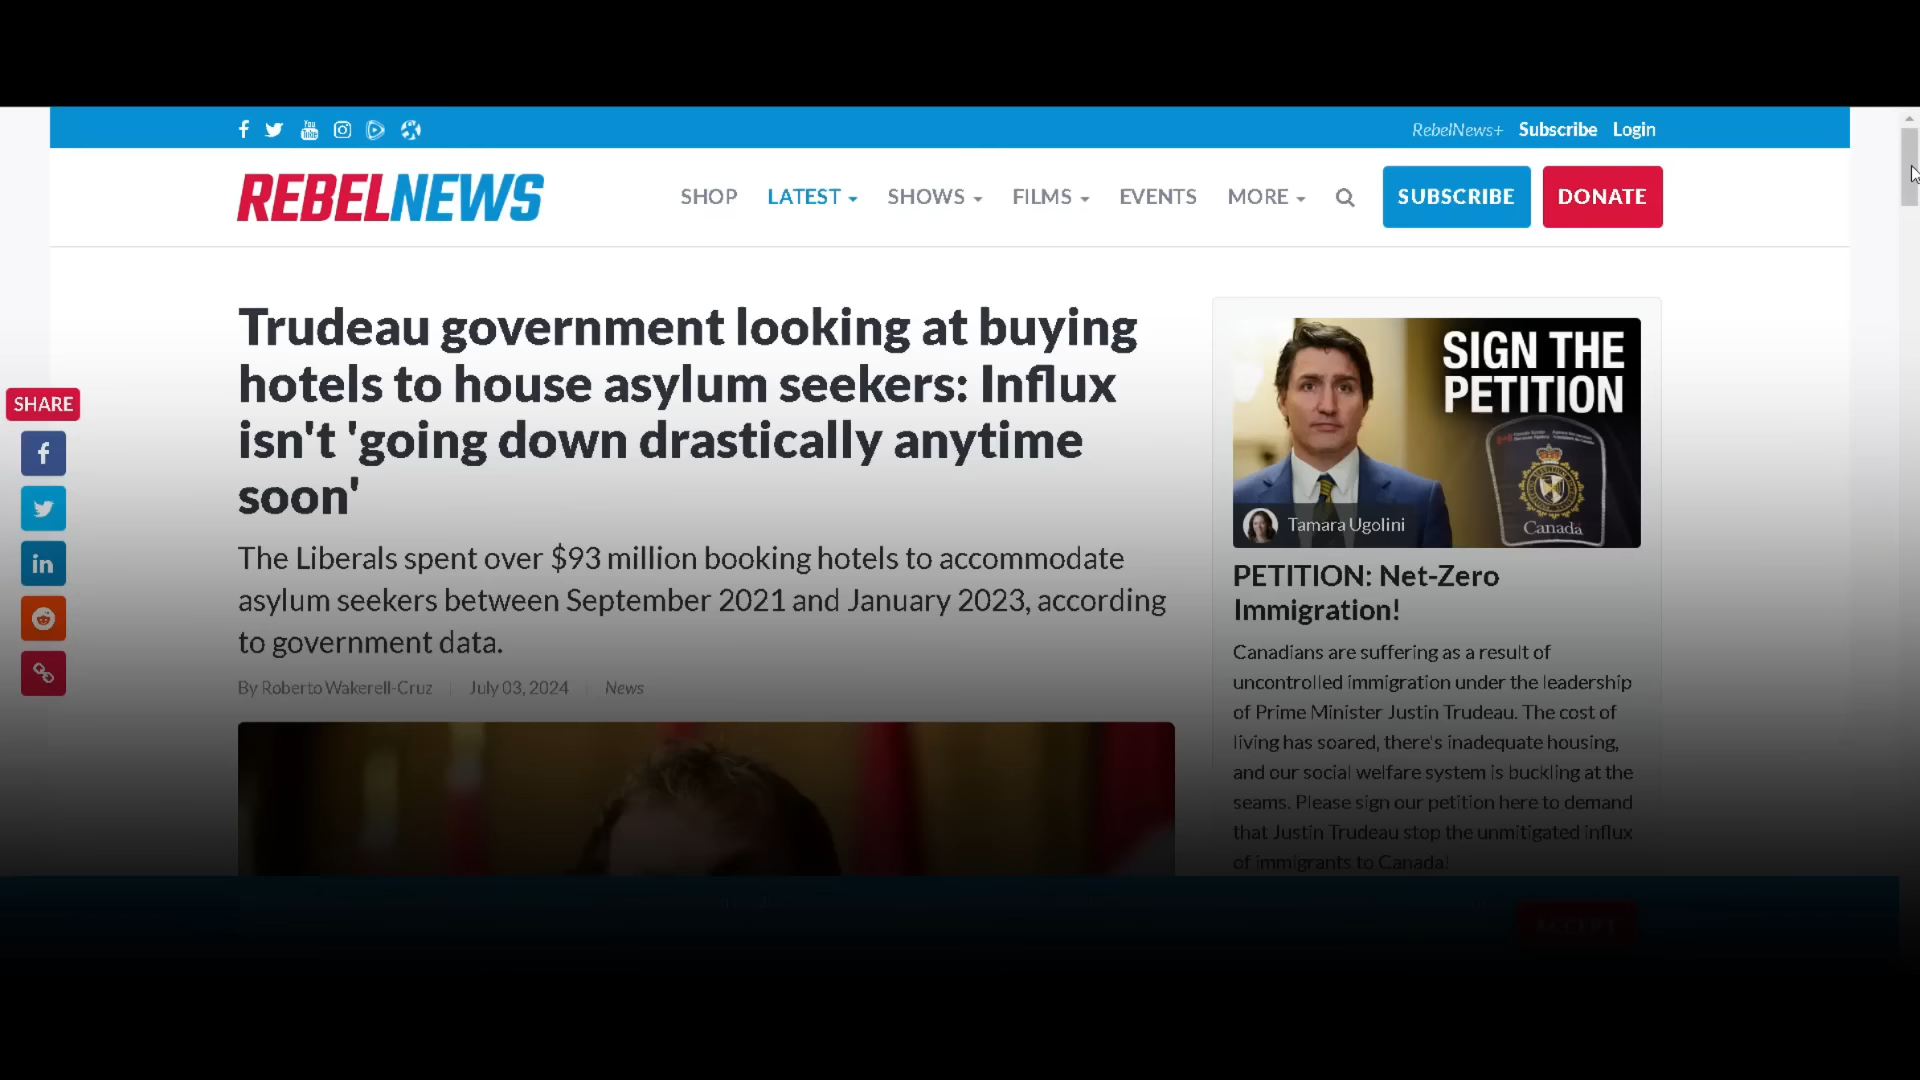 RebelNews+ Subscribe Login
REBELNEWS
SHOP LATEST SHOWS FILMS EVENTS MORE SUBSCRIBE DONATE
Trudeau government looking at buying
hotels to house asylum seekers: Influx
isn't 'going down drastically anytime
soon'
The Liberals spent over $93 million booking hotels to accommodate
asylum seekers between September 2021 and January 2023, according
to government data.
By Roberto Wakerell-Cruz July 03, 2024 News
SHARE
SIGN THE
PETITION
Canada
Tamara Ugolini
PETITION: Net-Zero
Immigration!
Canadians are suffering as a result of
uncontrolled immigration under the leadership
of Prime Minister Justin Trudeau. The cost of
living has soared, there's inadequate housing,
and our social welfare system is buckling at the
seams. Please sign our petition here to demand
that Justin Trudeau stop the unmitigated influx
of immigrants to Canada!
ACCEPT